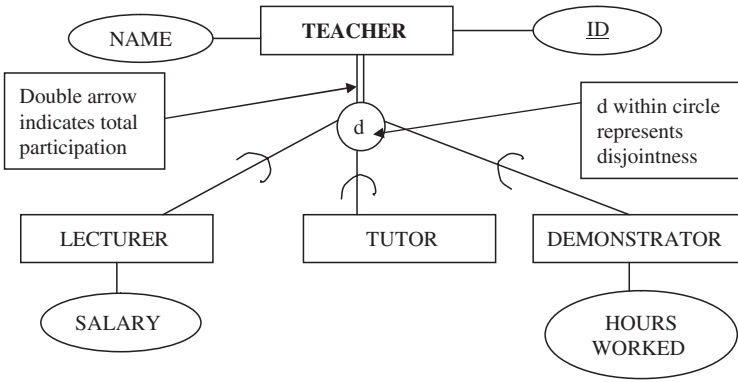 NAME
TEACHER
ID
Double arrow
indicates total
participation
d
d within circle
represents
disjointness
LECTURER
TUTOR
DEMONSTRATOR
SALARY
HOURS
WORKED